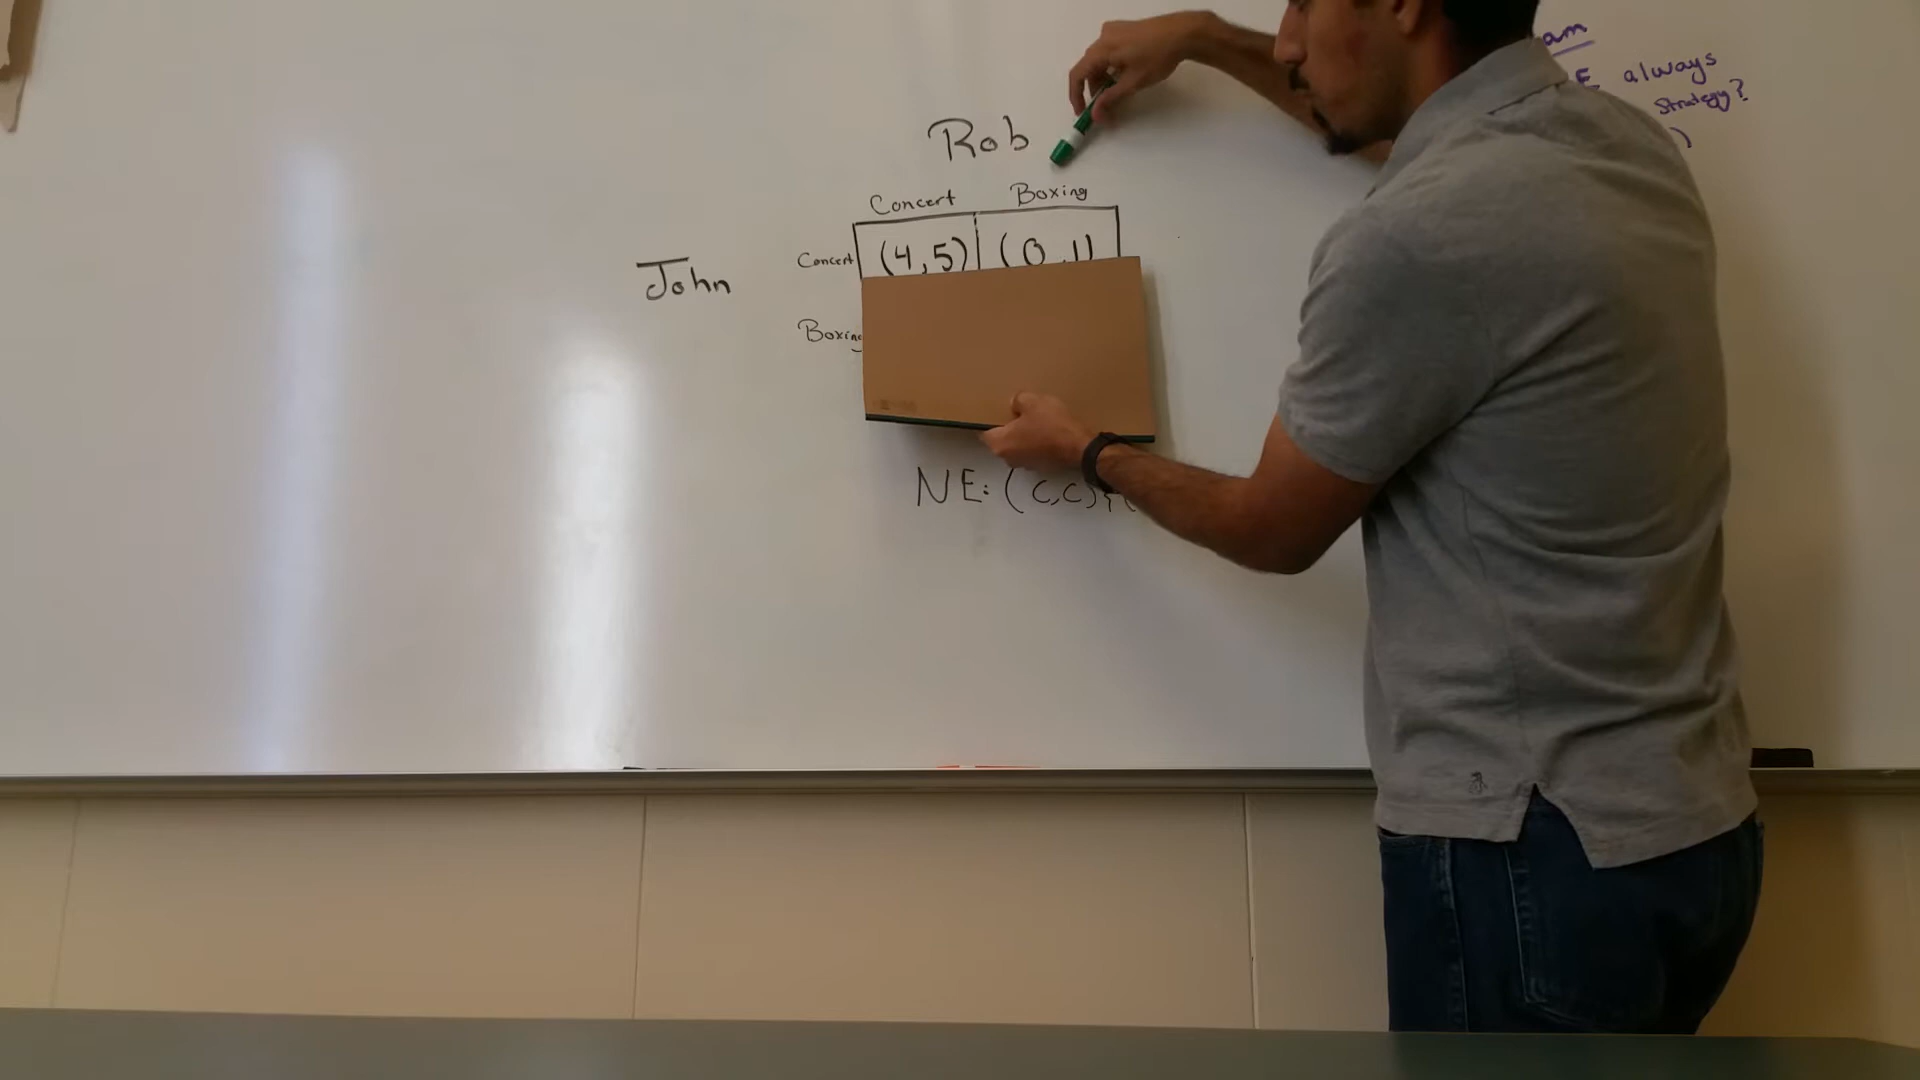 Rob
Concert Boxing
John Concert (4,5) (0,1)
Boxing
NE: (C,C)
always
Strategy?
)